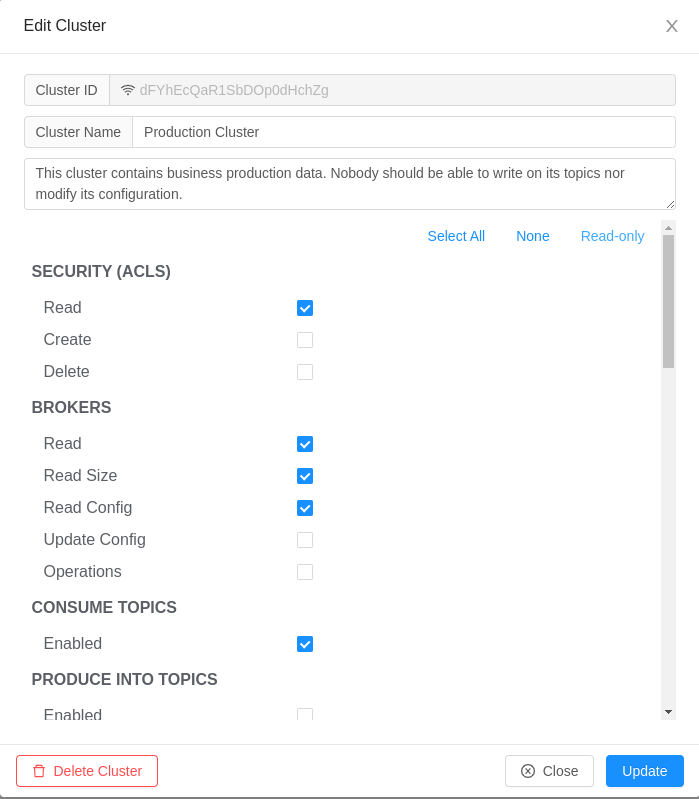 Edit Cluster
Cluster ID dFYhEcQaR1SbDOp0dHchZg
Cluster Name Production Cluster
This cluster contains business production data. Nobody should be able to write on its topics nor
modify its configuration.
Select All None Read-only
SECURITY (ACLS)
Read
Create
Delete
BROKERS
Read
Read Size
Read Config
Update Config
Operations
CONSUME TOPICS
Enabled
PRODUCE INTO TOPICS
Enabled
Delete Cluster Close Update